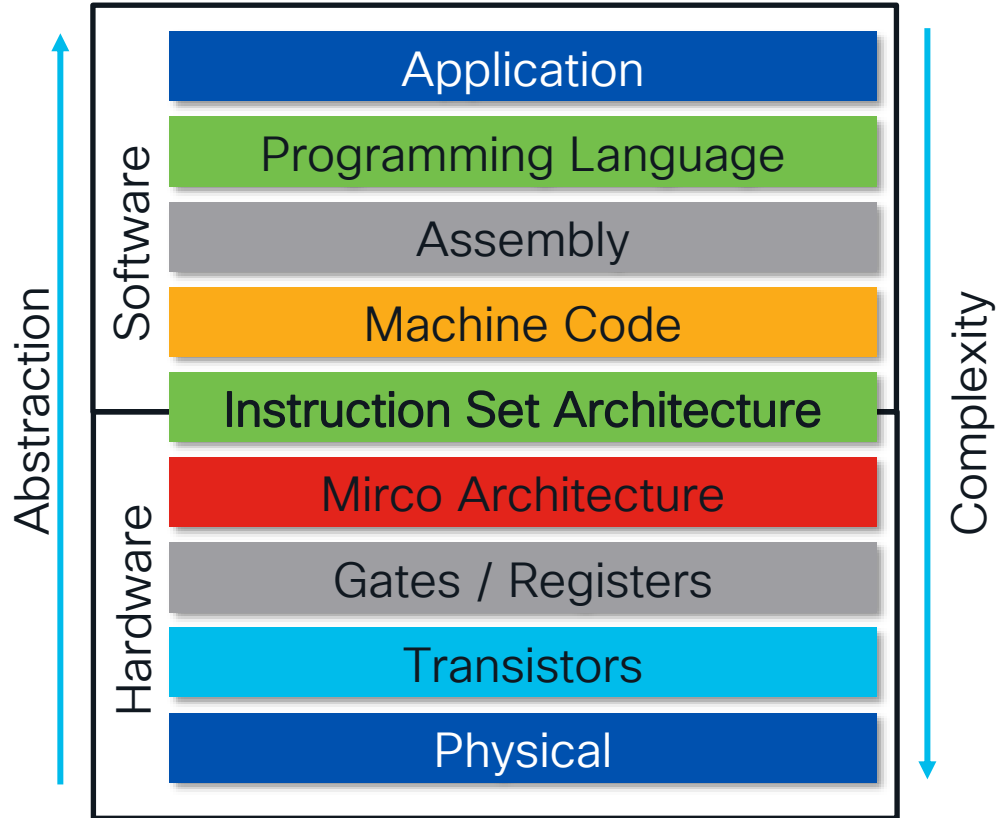 Application
Programming Language
Assembly
Machine Code
Instruction Set Architecture
Mirco Architecture
Gates / Registers
Transistors
Physical
Software
Hardware
Abstraction
Complexity